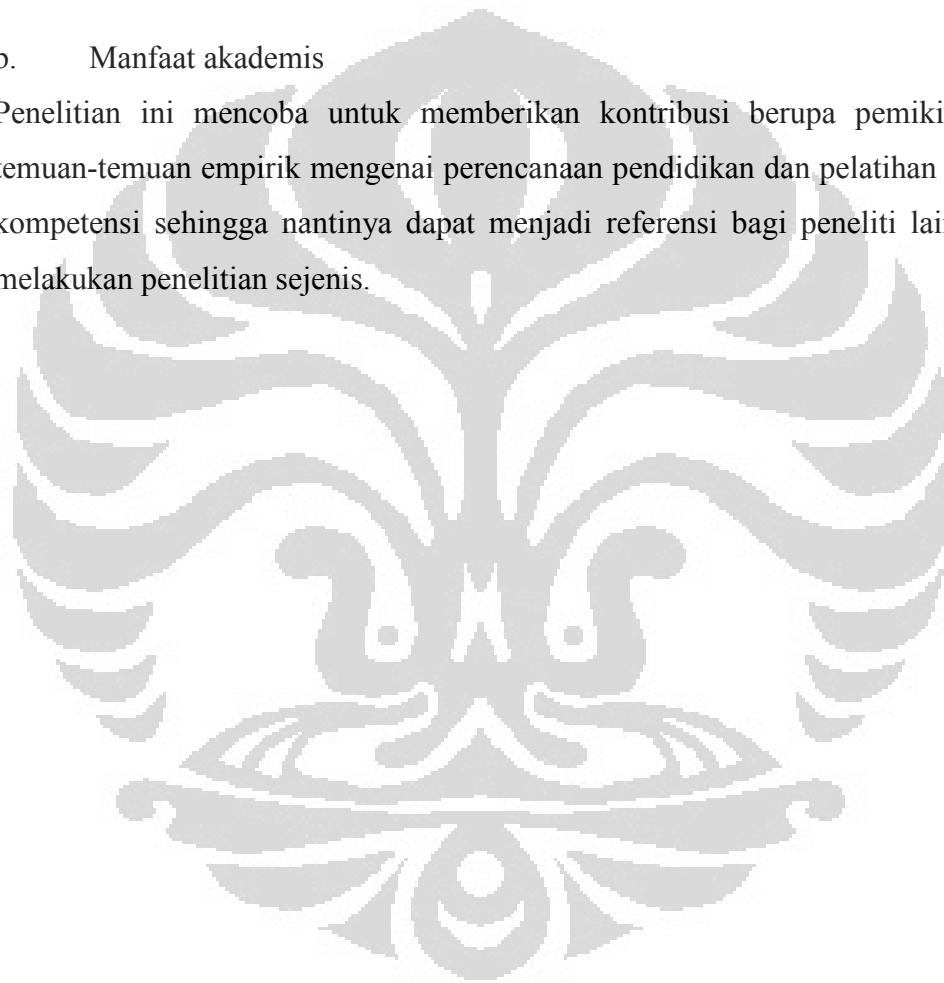 b. Manfaat akademis
Penelitian ini mencoba untuk memberikan kontribusi berupa pemiki
temuan-temuan empirik mengenai perencanaan pendidikan dan pelatihan
kompetensi sehingga nantinya dapat menjadi referensi bagi peneliti lain
melakukan penelitian sejenis.